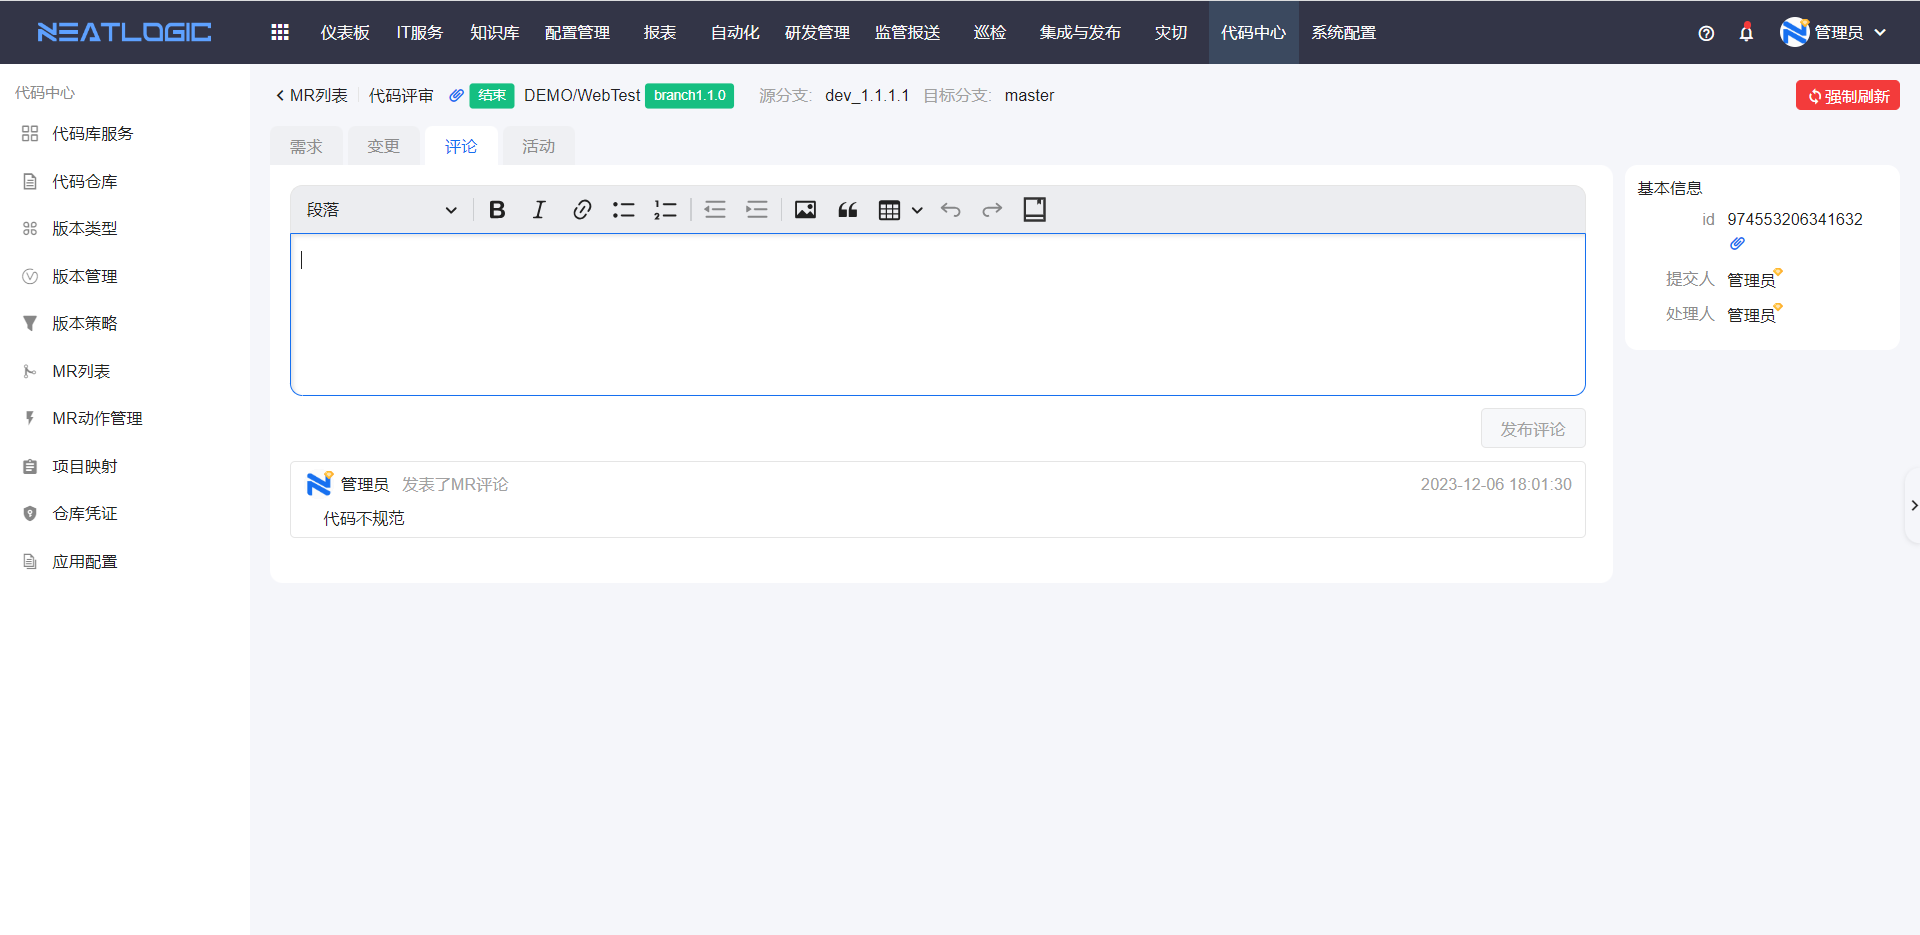 NEATLOGIC 仪表板 IT服务 知识库 配置管理 报表 自动化 研发管理 监管报送 巡检 集成与发布 灾切 代码中心 系统配置 管理员
代码中心
代码库服务
代码仓库
版本类型
版本管理
版本策略
MR列表
MR动作管理
项目映射
仓库凭证
应用配置
MR列表 代码评审 结束 DEMO/WebTest branch1.1.0 源分支: dev_1.1.1.1 目标分支: master 强制刷新
需求 变更 评论 活动
段落
发布评论
管理员 发表了MR评论 2023-12-06 18:01:30
代码不规范
基本信息
id 974553206341632
提交人 管理员
处理人 管理员